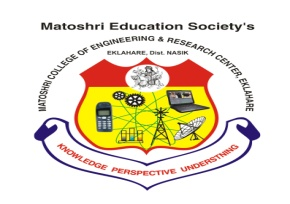 Matoshri Education Society's
MATOSHRI COLLEGE OF ENGINEERING & RESEARCH CENTER, EKLAHARE
EKLAHARE, Dist. NASIK
KNOWLEDGE PERSPECTIVE UNDERSTNING